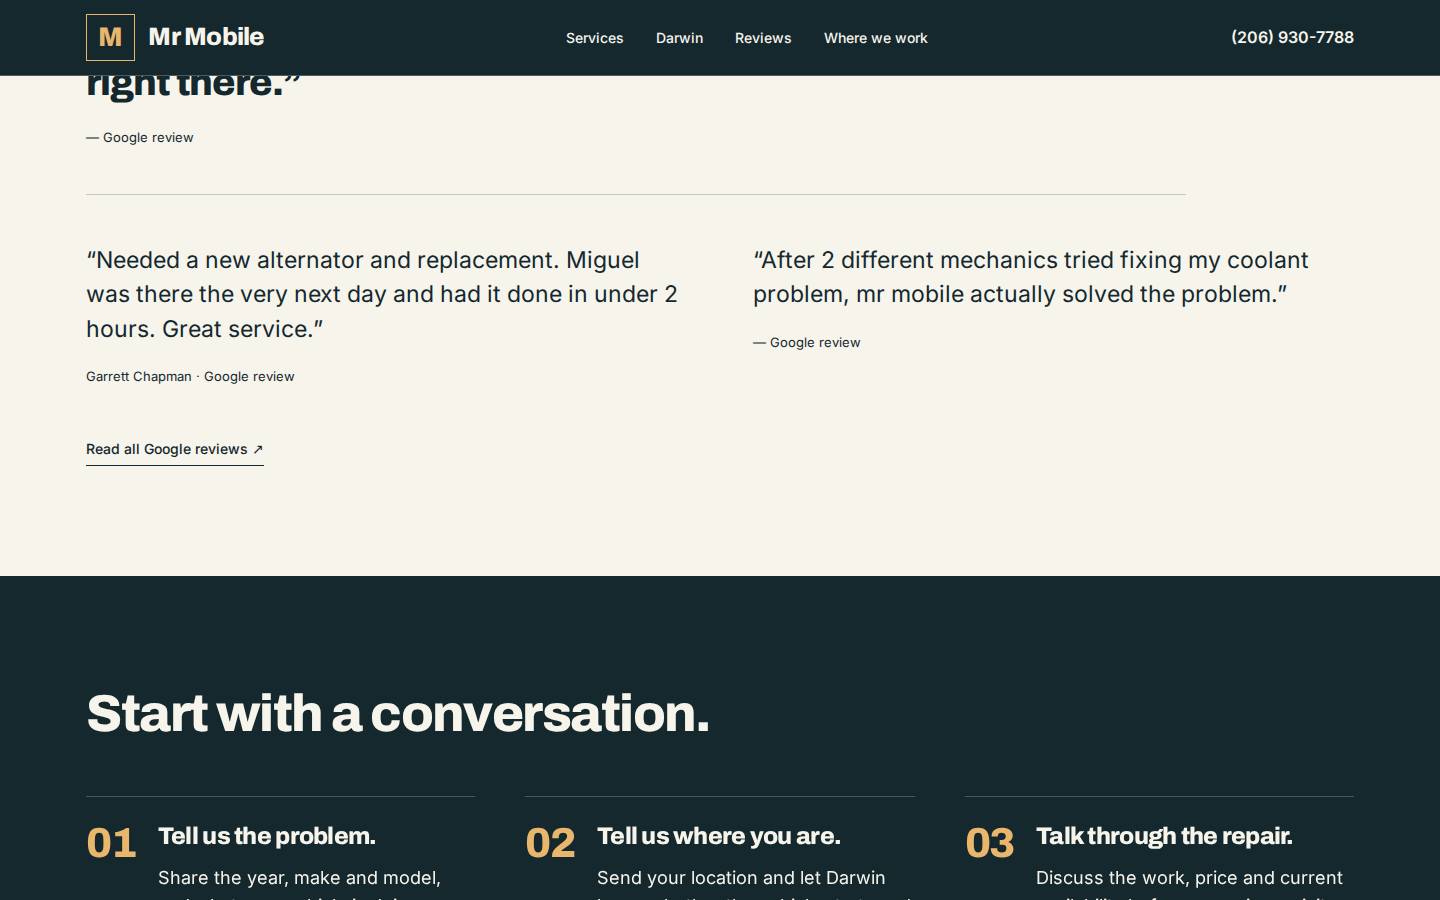 M
Mr Mobile
Services
Darwin
Reviews
Where we work
(206) 930-7788
right there.”
— Google review
“Needed a new alternator and replacement. Miguel
was there the very next day and had it done in under 2
hours. Great service.”
Garrett Chapman · Google review
“After 2 different mechanics tried fixing my coolant
problem, mr mobile actually solved the problem.”
— Google review
Read all Google reviews ↗
Start with a conversation.
01
Tell us the problem.
Share the year, make and model,
02
Tell us where you are.
Send your location and let Darwin
03
Talk through the repair.
Discuss the work, price and current